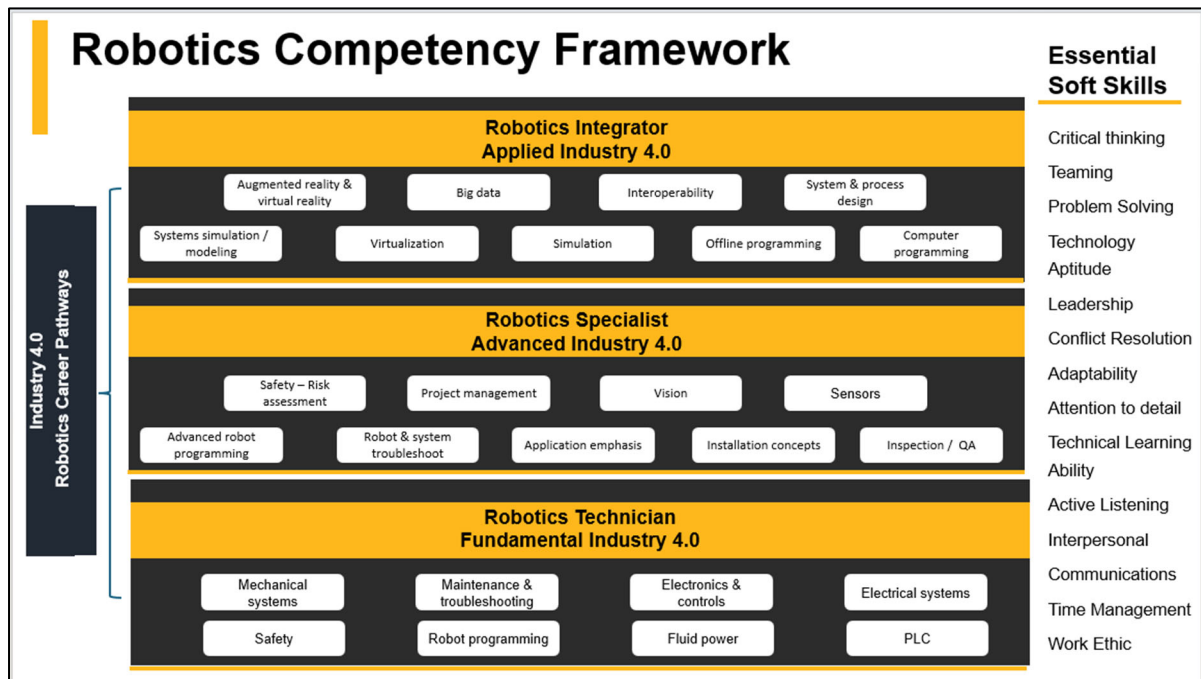 Robotics Competency Framework
Essential
Soft Skills
Industry 4.0
Robotics Career Pathways
Robotics Integrator
Applied Industry 4.0
Augmented reality &
virtual reality
Big data
Interoperability
System & process
design
Systems simulation /
modeling
Virtualization
Simulation
Offline programming
Computer
programming
Robotics Specialist
Advanced Industry 4.0
Safety – Risk
assessment
Project management
Vision
Sensors
Advanced robot
programming
Robot & system
troubleshoot
Application emphasis
Installation concepts
Inspection / QA
Robotics Technician
Fundamental Industry 4.0
Mechanical
systems
Maintenance &
troubleshooting
Electronics &
controls
Electrical systems
Safety
Robot programming
Fluid power
PLC
Critical thinking
Teaming
Problem Solving
Technology
Aptitude
Leadership
Conflict Resolution
Adaptability
Attention to detail
Technical Learning
Ability
Active Listening
Interpersonal
Communications
Time Management
Work Ethic